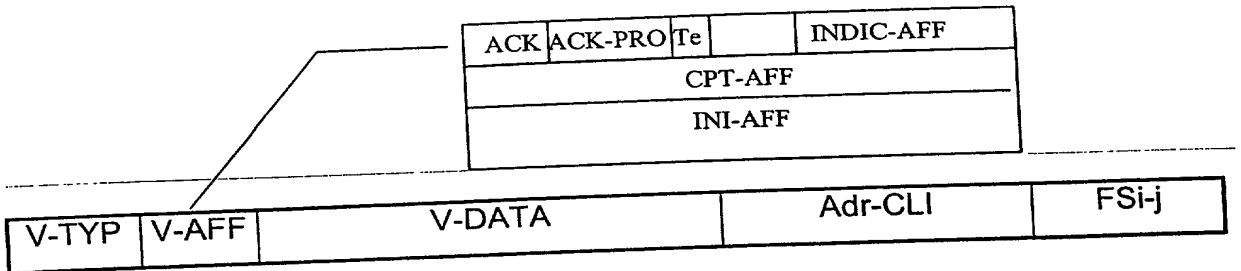 ACK ACK-PRO Te INDIC-AFF
CPT-AFF
INI-AFF
V-TYP V-AFF V-DATA Adr-CLI FSi-j